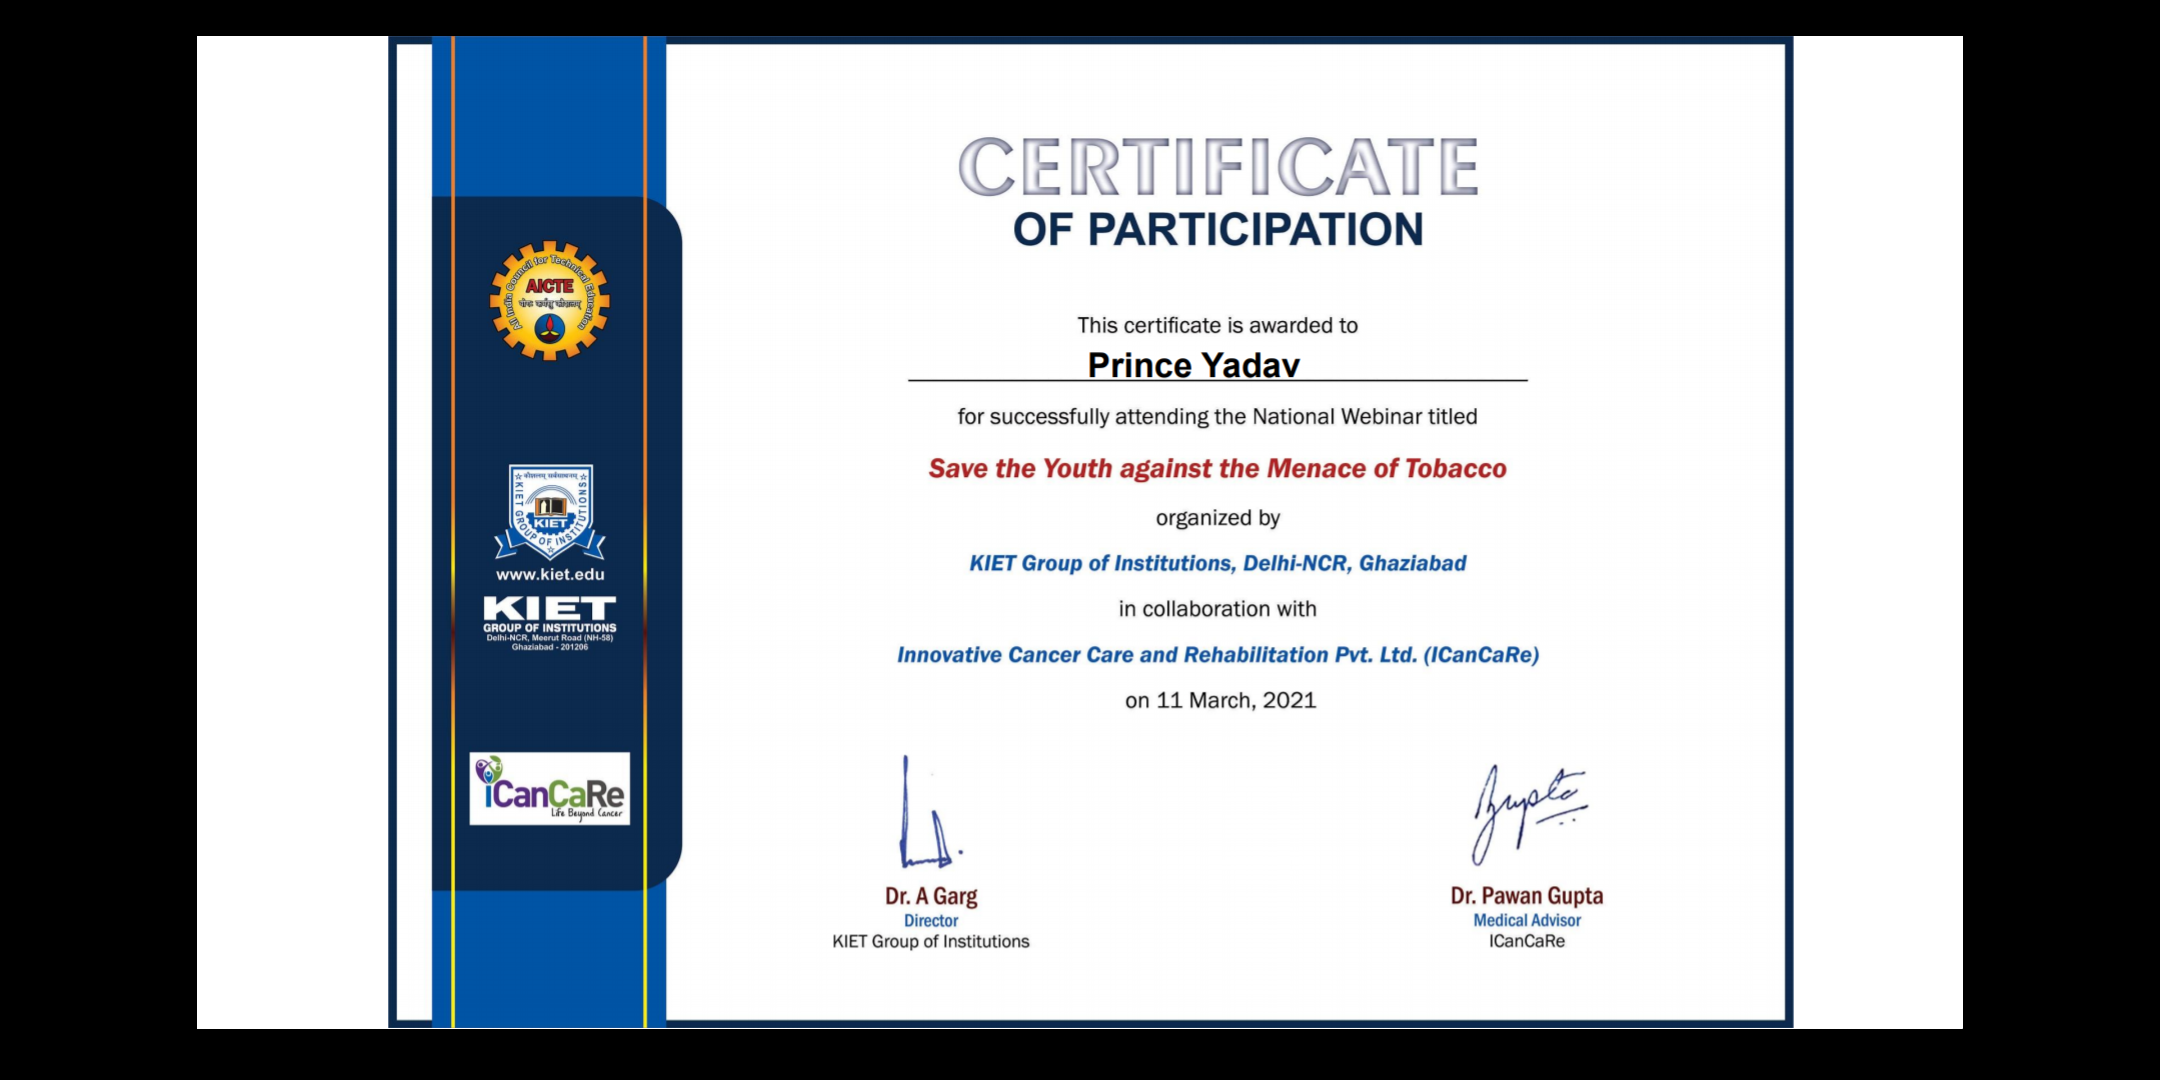 CERTIFICATE
OF PARTICIPATION
This certificate is awarded to
Prince Yadav
for successfully attending the National Webinar titled
Save the Youth against the Menace of Tobacco
organized by
KIET Group of Institutions, Delhi-NCR, Ghaziabad
in collaboration with
Innovative Cancer Care and Rehabilitation Pvt. Ltd. (ICanCaRe)
on 11 March, 2021
Dr. A Garg
Director
KIET Group of Institutions
Gupta
Dr. Pawan Gupta
Medical Advisor
ICanCaRe
All India Council for Technical Education
AICTE
योगः कर्मसु कौशलम्
KIET GROUP OF INSTITUTIONS
KIET
www.kiet.edu
KIET
GROUP OF INSTITUTIONS
Delhi-NCR, Meerut Road (NH-58)
Ghaziabad - 201206
iCanCaRe
Life Beyond Cancer